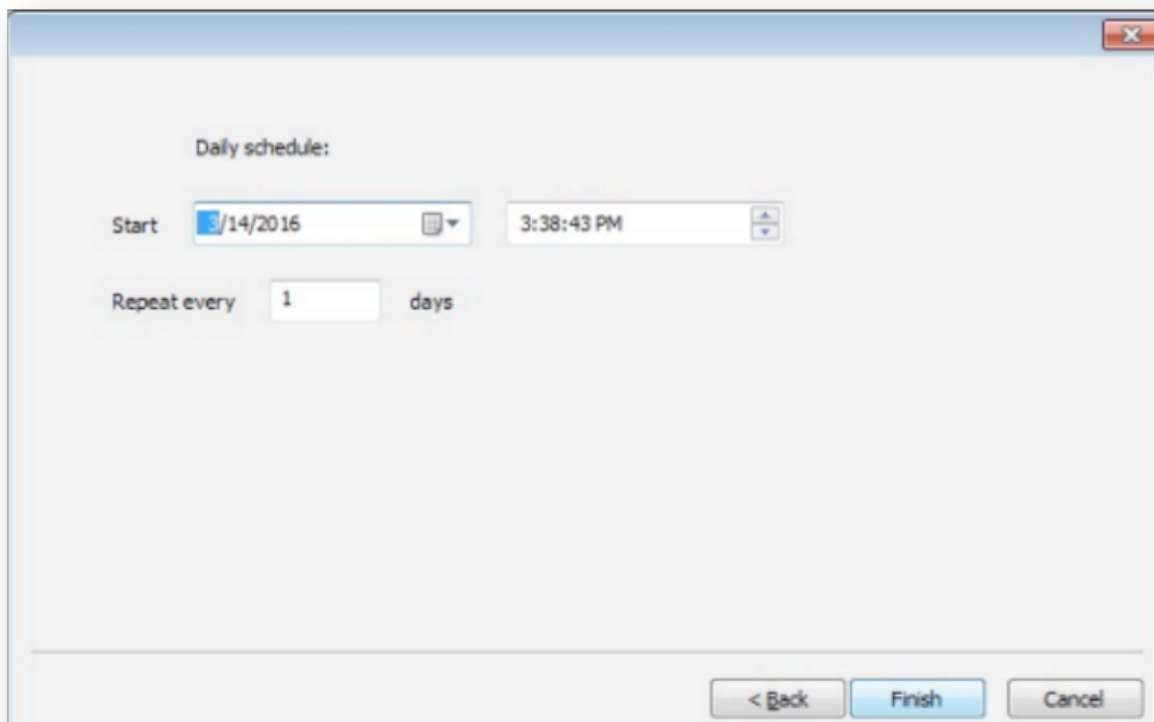 Daily schedule:
Start 3/14/2016 3:38:43 PM
Repeat every 1 days
< Back Finish Cancel